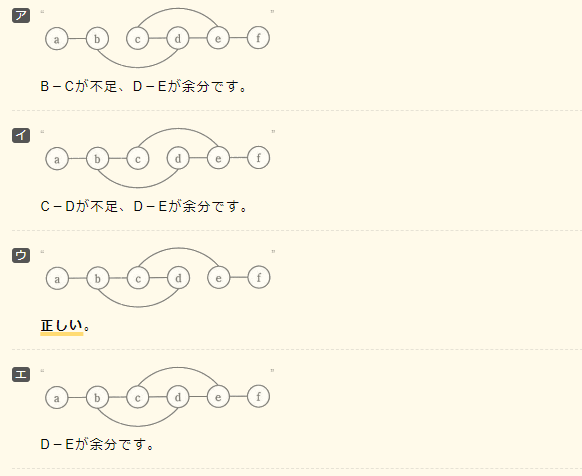 ア
a b c d e f
B－Cが不足、D－Eが余分です。
イ
a b c d e f
C－Dが不足、D－Eが余分です。
ウ
a b c d e f
正しい。
エ
a b c d e f
D－Eが余分です。